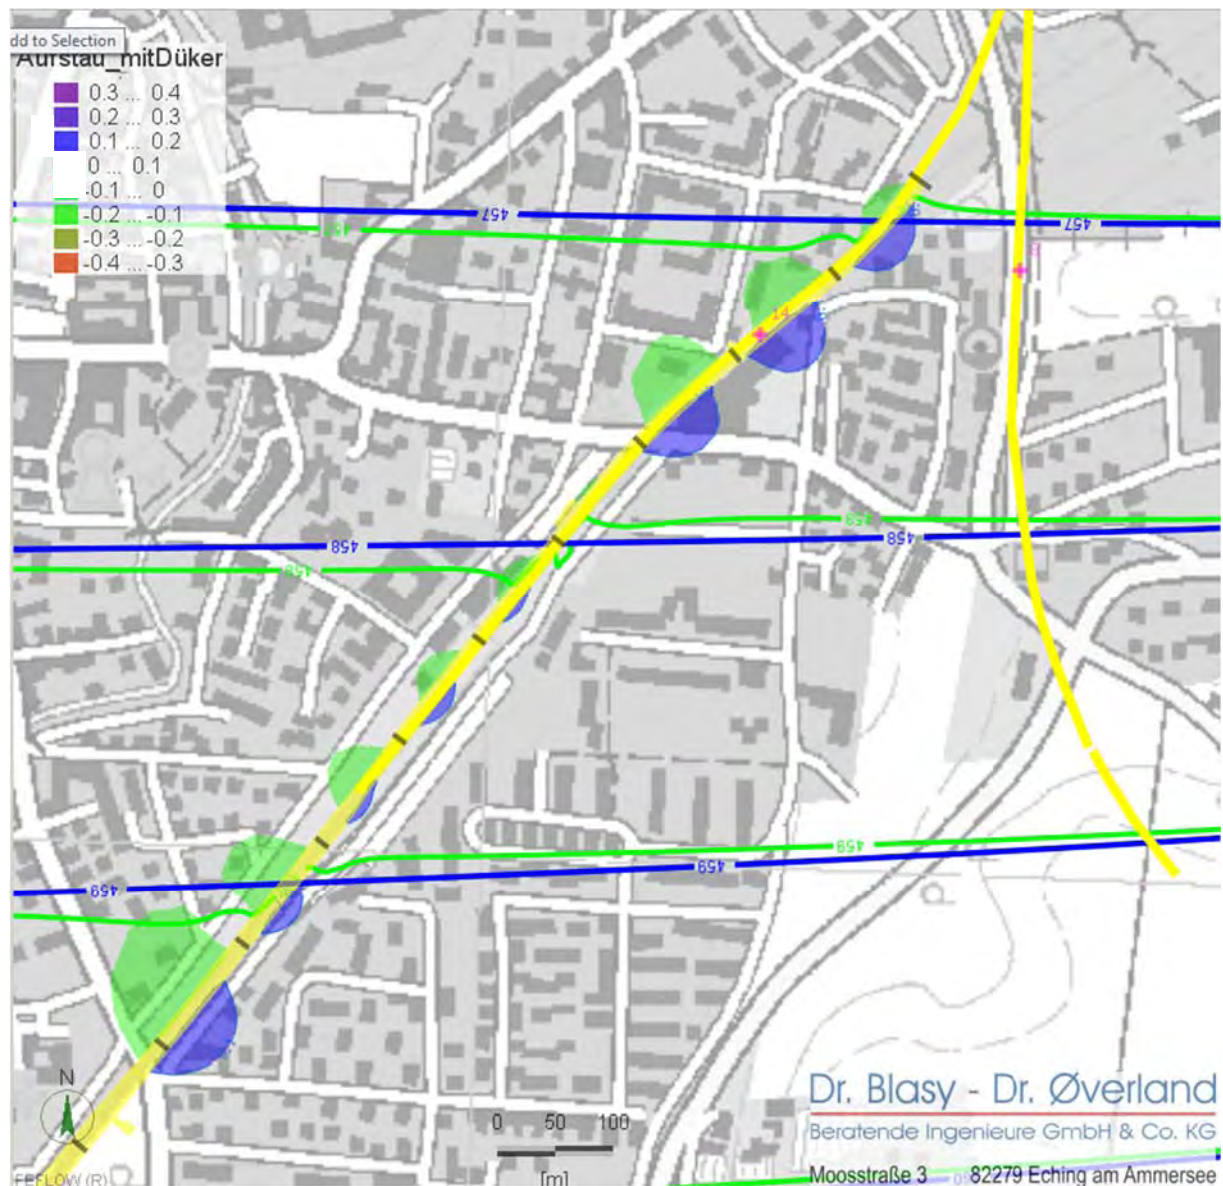 dd to Selection
Aufstau_mitDüker
0.3 ... 0.4
0.2 ... 0.3
0.1 ... 0.2
0 ... 0.1
-0.1 ... 0
-0.2 ... -0.1
-0.3 ... -0.2
-0.4 ... -0.3
457
457
14
458
458
458
459
459
459
N
0 50 100
[m]
FEFLOW (R)
Dr. Blasy - Dr. Øverland
Beratende Ingenieure GmbH & Co. KG
Moosstraße 3 82279 Eching am Ammersee